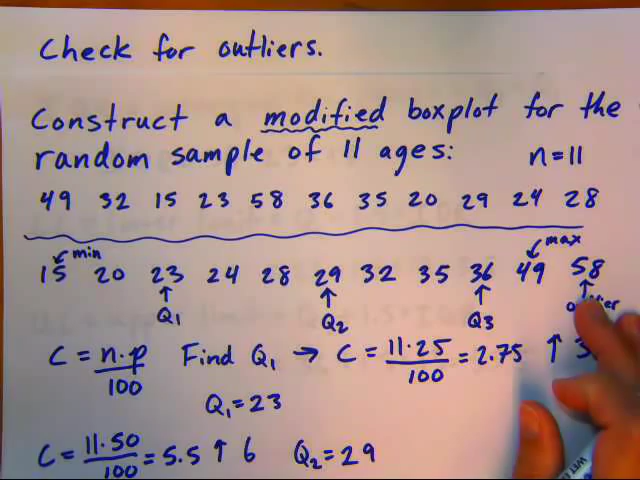 Check for outliers.
Construct a modified boxplot for the
random sample of 11 ages: n=11
49 32 15 23 58 36 35 20 29 24 28
min max
15 20 23 24 28 29 32 35 36 49 58
Q1 Q2 Q3
C = n·p/100 Find Q1 → C = 11·25/100 = 2.75 ↑
Q1 = 23
C = 11·50/100 = 5.5 ↑ 6 Q2 = 29